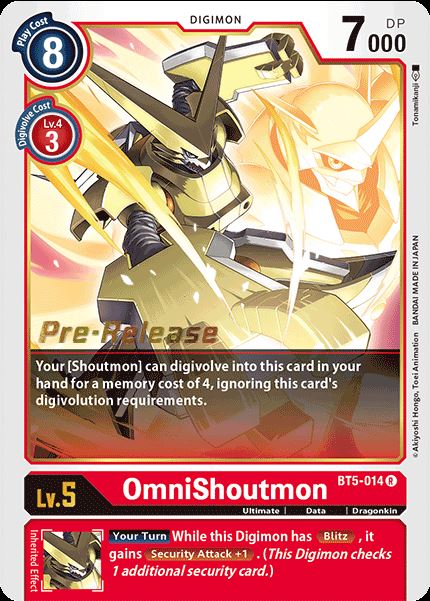 Play Cost
8
DIGIMON
7000 DP
Digivolve Cost
Lv.4
3
Tomamikanji
Pre-Release
Your [Shoutmon] can digivolve into this card in your
hand for a memory cost of 4, ignoring this card's
digivolution requirements.
© Akiyoshi Hongo, Toei Animation BANDAI MADE IN JAPAN
Lv.5
OmniShoutmon
BT5-014 R
Ultimate | Data | Dragonkin
Inherited Effect
Your Turn While this Digimon has Blitz , it
gains Security Attack +1 . (This Digimon checks
1 additional security card.)